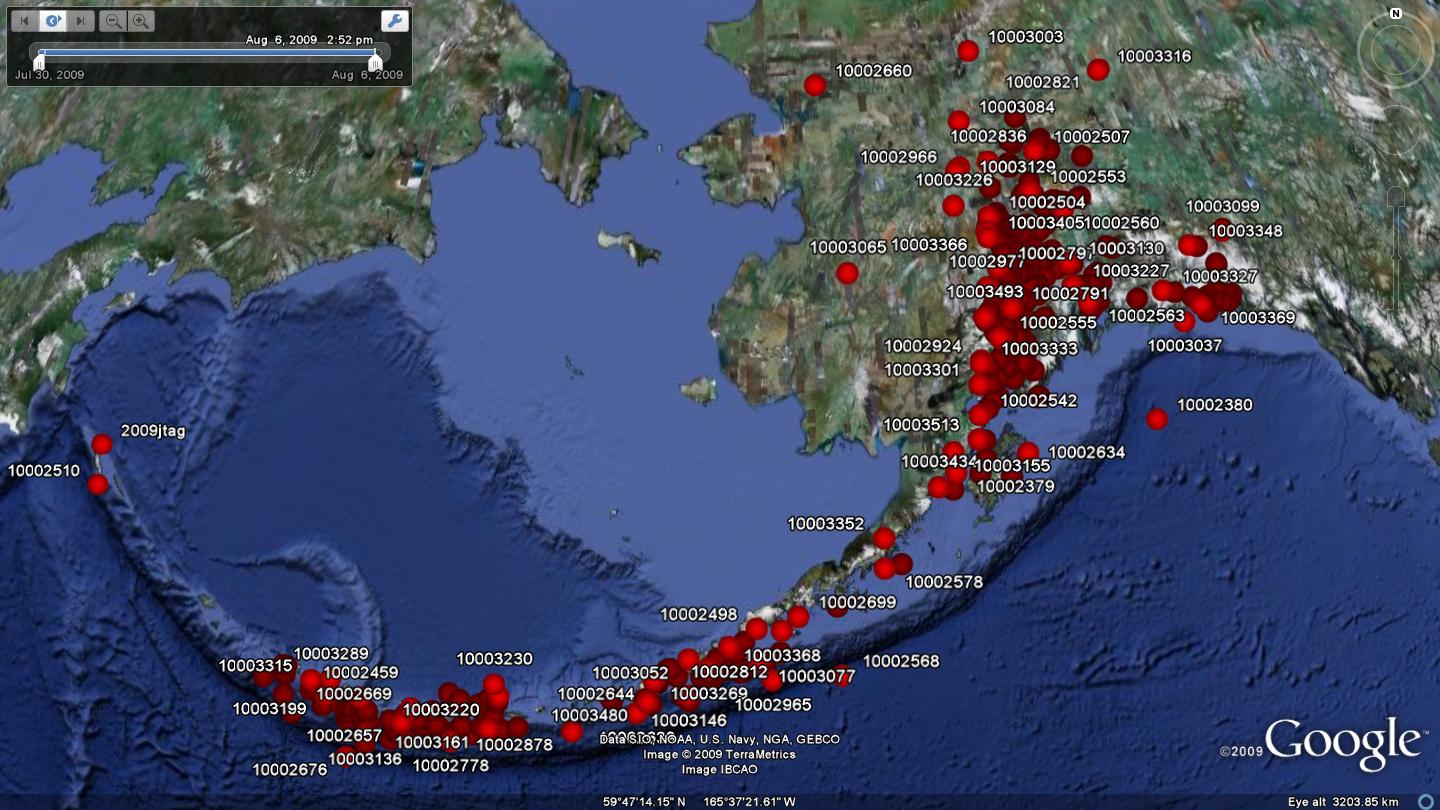 Aug 6, 2009 2:52 pm
Jul 30, 2009 Aug 6, 2009
N
10003003
10003316
10002660
10002821
10003084
10002836 10002507
10002966
10003129
10003226 10002553
10002504 10003099
10003405 10002560
10003348
10003065 10003366
10003130
10002977
10003227 10003327
10003493 10002791
10002563 10003369
10002555
10002924 10003333 10003037
10003301
10002542 10002380
10003513
2009jtag
10002634
10003434 10003155
10002510
10002379
10003352
10002578
10002699
10002498
10003289 10003368
10003230 10002568
10003315
10002459 10003052 10002812 10003077
10002669 10002644 10003269
10003199 10003220 10002965
10003480 10003146
10002657 10003161 10002878
10003136 10002778
10002676
Data SIO, NOAA, U.S. Navy, NGA, GEBCO
Image © 2009 TerraMetrics
Image IBCAO
©2009 Google™
59°47'14.15" N 165°37'21.61" W Eye alt 3203.85 km